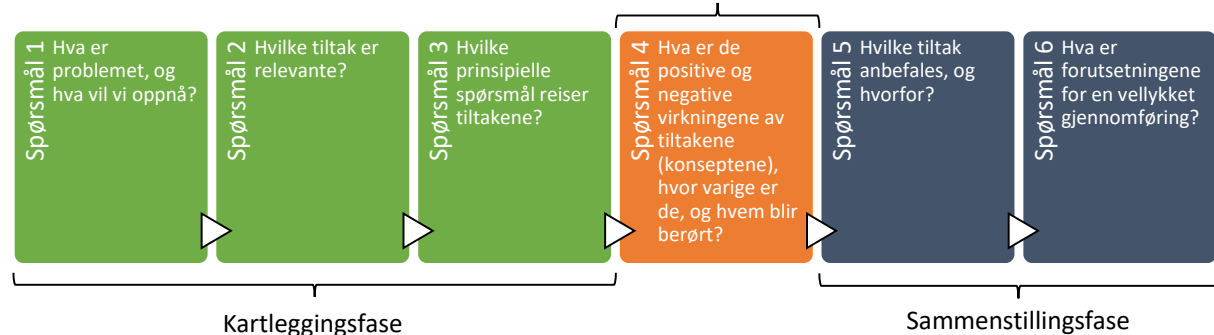 Spørsmål 1
Hva er
problemet, og
hva vil vi oppnå?
Spørsmål 2
Hvilke tiltak er
relevante?
Spørsmål 3
Hvilke
prinsipielle
spørsmål reiser
tiltakene?
Spørsmål 4
Hva er de
positive og
negative
virkningene av
tiltakene
(konseptene),
hvor varige er
de, og hvem blir
berørt?
Spørsmål 5
Hvilke tiltak
anbefales, og
hvorfor?
Spørsmål 6
Hva er
forutsetningene
for en vellykket
gjennomføring?
Kartleggingsfase
Sammenstillingsfase